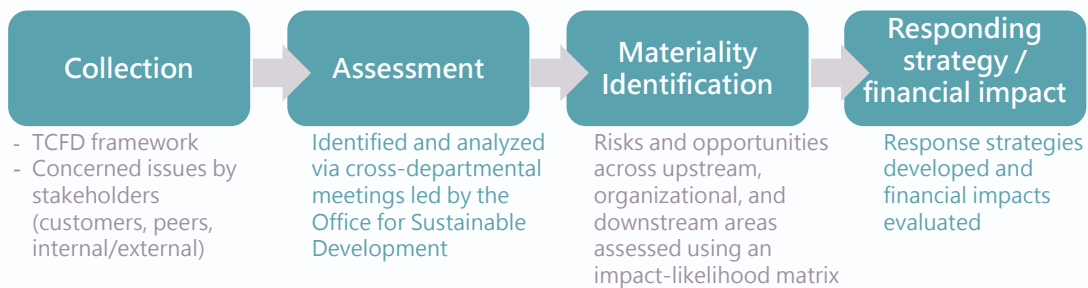 Collection
Assessment
Materiality
Identification
Responding
strategy /
financial impact
- TCFD framework
- Concerned issues by
stakeholders
(customers, peers,
internal/external)
Identified and analyzed
via cross-departmental
meetings led by the
Office for Sustainable
Development
Risks and opportunities
across upstream,
organizational, and
downstream areas
assessed using an
impact-likelihood matrix
Response strategies
developed and
financial impacts
evaluated